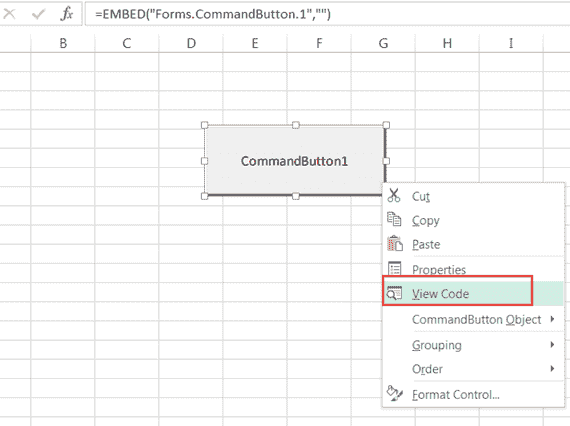 fx =EMBED("Forms.CommandButton.1","")
B C D E F G H I
CommandButton1
Cut
Copy
Paste
Properties
View Code
CommandButton Object
Grouping
Order
Format Control...